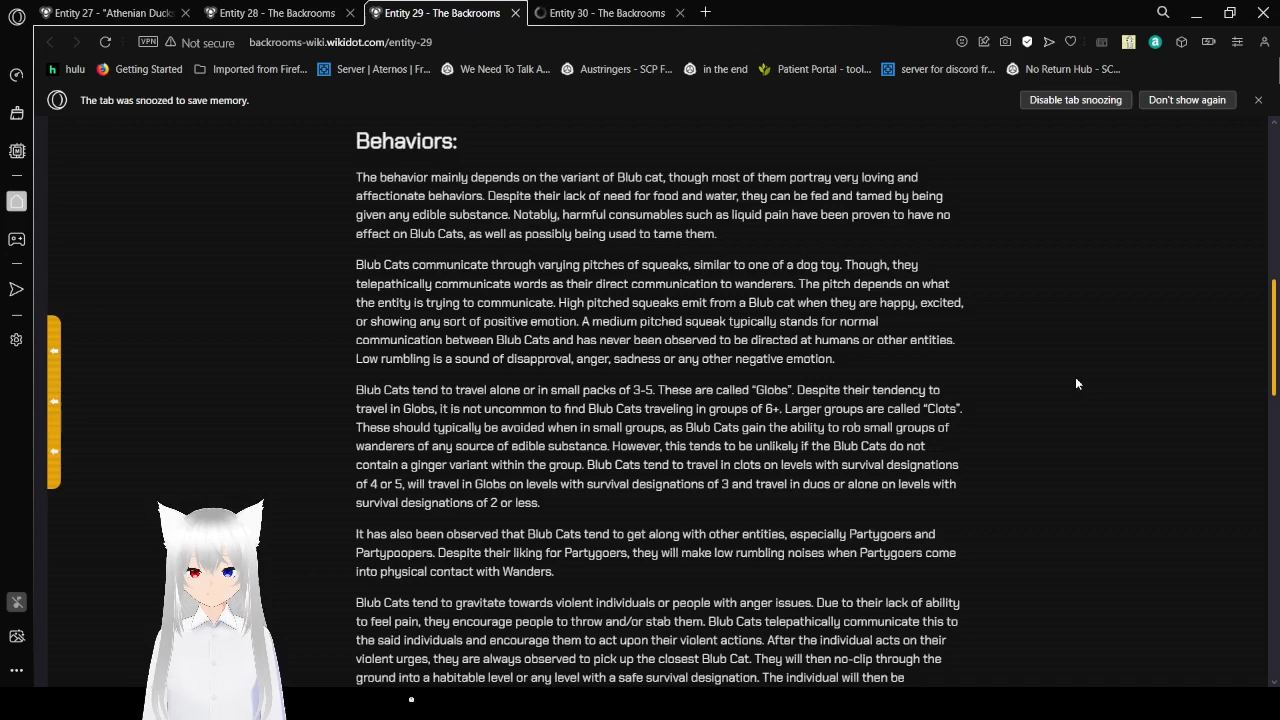 Entity 27 - "Athenian Ducks
Entity 28 - The Backrooms
Entity 29 - The Backrooms
Entity 30 - The Backrooms
VPN
Not secure
backrooms-wiki.wikidot.com/entity-29
hulu
Getting Started
Imported from Firef...
Server | Aternos | Fr...
We Need To Talk A...
Austringers - SCP F...
in the end
Patient Portal - tool...
server for discord fr...
No Return Hub - SC...
The tab was snoozed to save memory.
Disable tab snoozing
Don't show again
Behaviors:
The behavior mainly depends on the variant of Blub cat, though most of them portray very loving and
affectionate behaviors. Despite their lack of need for food and water, they can be fed and tamed by being
given any edible substance. Notably, harmful consumables such as liquid pain have been proven to have no
effect on Blub Cats, as well as possibly being used to tame them.
Blub Cats communicate through varying pitches of squeaks, similar to one of a dog toy. Though, they
telepathically communicate words as their direct communication to wanderers. The pitch depends on what
the entity is trying to communicate. High pitched squeaks emit from a Blub cat when they are happy, excited,
or showing any sort of positive emotion. A medium pitched squeak typically stands for normal
communication between Blub Cats and has never been observed to be directed at humans or other entities.
Low rumbling is a sound of disapproval, anger, sadness or any other negative emotion.
Blub Cats tend to travel alone or in small packs of 3-5. These are called “Globs”. Despite their tendency to
travel in Globs, it is not uncommon to find Blub Cats traveling in groups of 6+. Larger groups are called “Clots”.
These should typically be avoided when in small groups, as Blub Cats gain the ability to rob small groups of
wanderers of any source of edible substance. However, this tends to be unlikely if the Blub Cats do not
contain a ginger variant within the group. Blub Cats tend to travel in clots on levels with survival designations
of 4 or 5, will travel in Globs on levels with survival designations of 3 and travel in duos or alone on levels with
survival designations of 2 or less.
It has also been observed that Blub Cats tend to get along with other entities, especially Partygoers and
Partypoopers. Despite their liking for Partygoers, they will make low rumbling noises when Partygoers come
into physical contact with Wanders.
Blub Cats tend to gravitate towards violent individuals or people with anger issues. Due to their lack of ability
to feel pain, they encourage people to throw and/or stab them. Blub Cats telepathically communicate this to
the said individuals and encourage them to act upon their violent actions. After the individual acts on their
violent urges, they are always observed to pick up the closest Blub Cat. They will then no-clip through the
ground into a habitable level or any level with a safe survival designation. The individual will then be